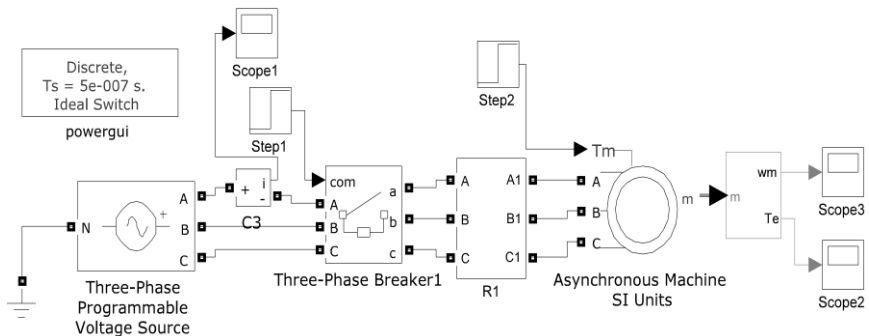 Discrete,
Ts = 5e-007 s.
Ideal Switch
powergui
Scope1
Step1
Step2
N
A
B
C
+
Three-Phase
Programmable
Voltage Source
+
i
-
C3
com
A
B
C
a
b
c
Three-Phase Breaker1
A
B
C
A1
B1
C1
R1
Tm
A
B
C
m
Asynchronous Machine
SI Units
m
wm
Te
Scope3
Scope2